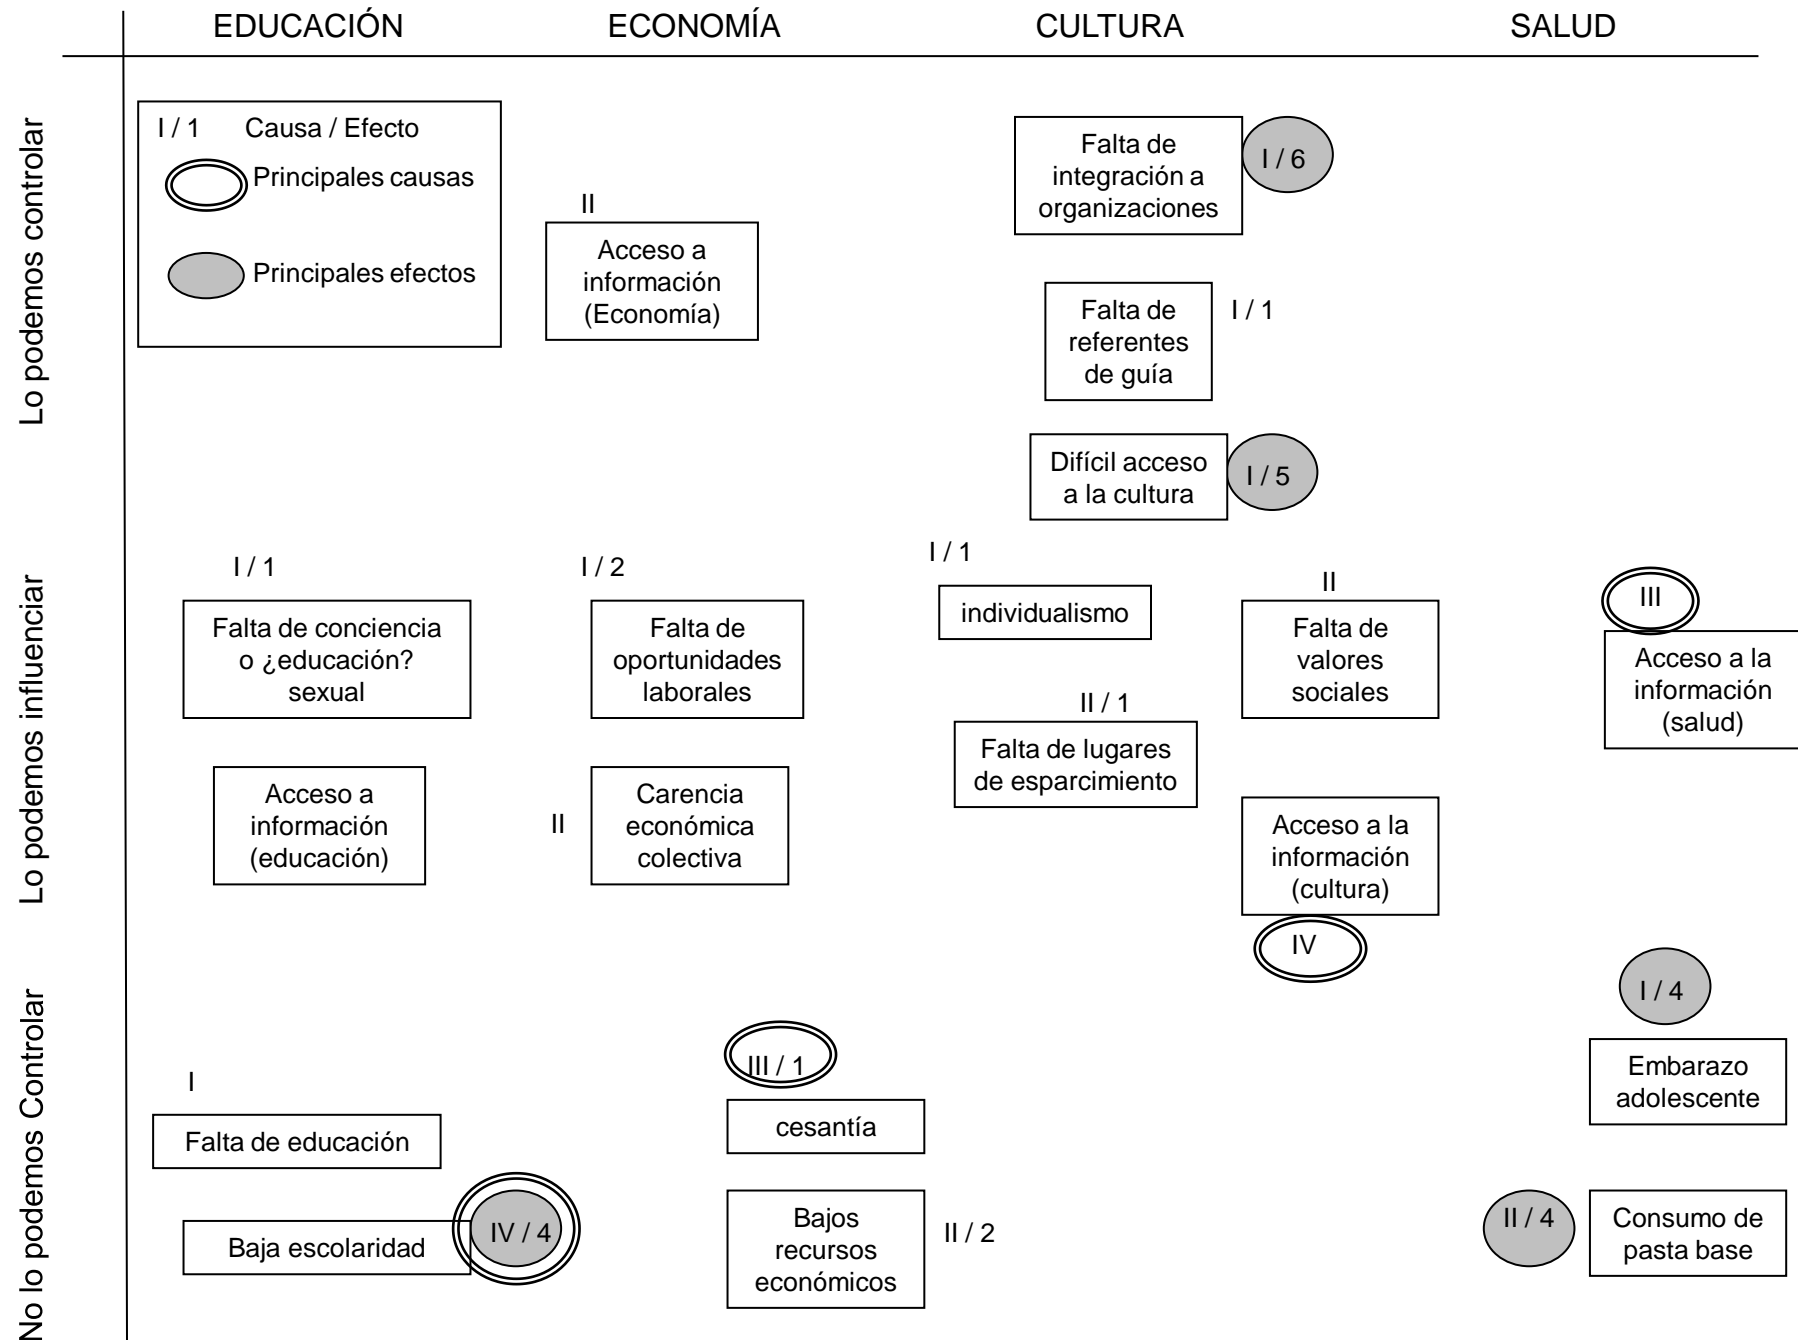 EDUCACIÓN
ECONOMÍA
CULTURA
SALUD
Lo podemos controlar
I / 1 Causa / Efecto
Principales causas
Principales efectos
II
Acceso a
información
(Economía)
Falta de
integración a
organizaciones
I / 6
Falta de
referentes
de guía
I / 1
Difícil acceso
a la cultura
I / 5
Lo podemos influenciar
I / 1
Falta de conciencia
o ¿educación?
sexual
Acceso a
información
(educación)
I / 2
Falta de
oportunidades
laborales
II
Carencia
económica
colectiva
I / 1
individualismo
II / 1
Falta de lugares
de esparcimiento
II
Falta de
valores
sociales
Acceso a la
información
(cultura)
IV
III
Acceso a la
información
(salud)
No lo podemos Controlar
I
Falta de educación
Baja escolaridad
IV / 4
III / 1
cesantía
Bajos
recursos
económicos
II / 2
I / 4
Embarazo
adolescente
II / 4
Consumo de
pasta base